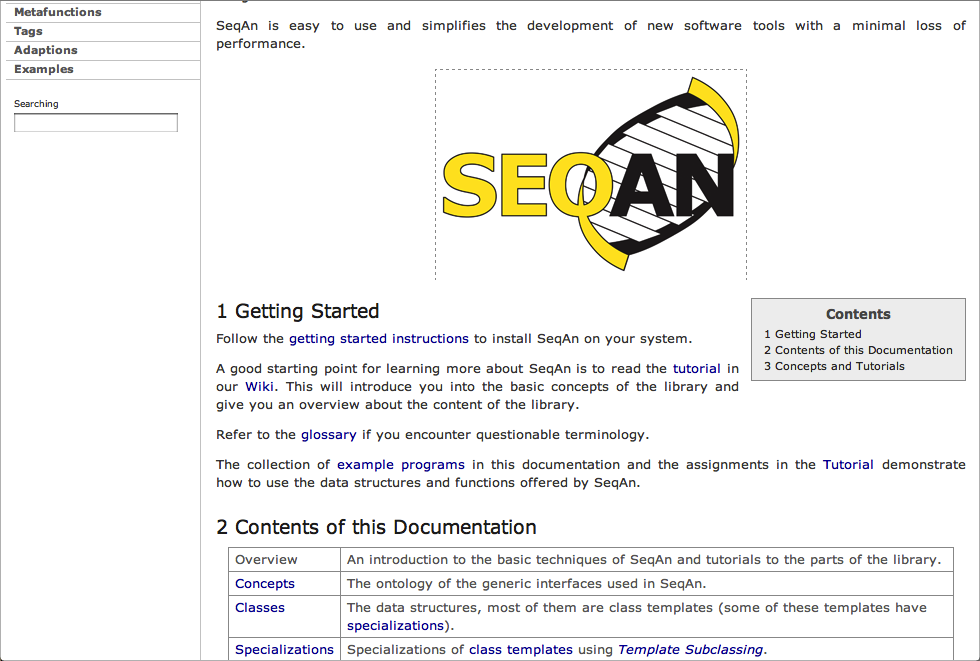 Metafunctions
Tags
Adaptions
Examples
Searching
SeqAn is easy to use and simplifies the development of new software tools with a minimal loss of
performance.
SEQAN
1 Getting Started
Follow the getting started instructions to install SeqAn on your system.
A good starting point for learning more about SeqAn is to read the tutorial in
our Wiki. This will introduce you into the basic concepts of the library and
give you an overview about the content of the library.
Refer to the glossary if you encounter questionable terminology.
The collection of example programs in this documentation and the assignments in the Tutorial demonstrate
how to use the data structures and functions offered by SeqAn.
Contents
1 Getting Started
2 Contents of this Documentation
3 Concepts and Tutorials
2 Contents of this Documentation
Overview An introduction to the basic techniques of SeqAn and tutorials to the parts of the library.
Concepts The ontology of the generic interfaces used in SeqAn.
Classes The data structures, most of them are class templates (some of these templates have
specializations).
Specializations Specializations of class templates using Template Subclassing.